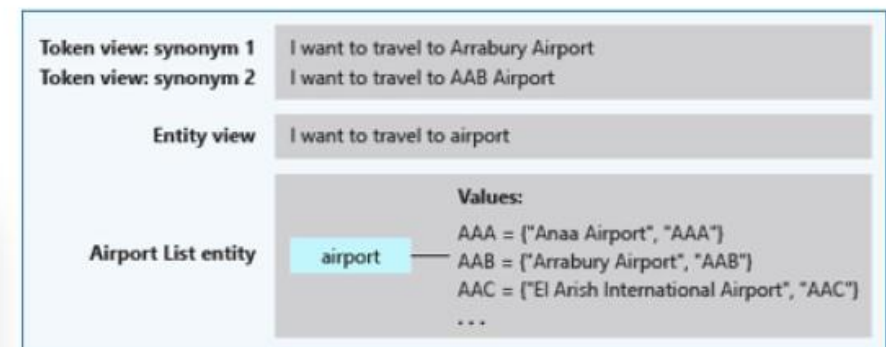 Token view: synonym 1 I want to travel to Arrabury Airport
Token view: synonym 2 I want to travel to AAB Airport
Entity view I want to travel to airport
Values:
AAA = {"Anaa Airport", "AAA"}
Airport List entity airport AAB = {"Arrabury Airport", "AAB"}
AAC = {"El Arish International Airport", "AAC"}
...